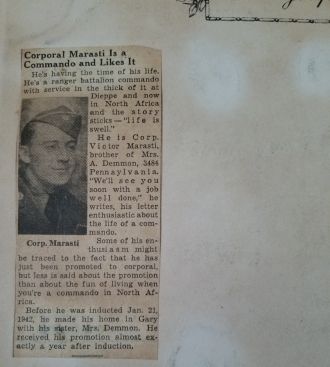 Corporal Marasti Is a
Commando and Likes It
He's having the time of his life.
He's a ranger battalion commando
with service in the thick of it at
Dieppe and now
in North Africa
and the story
sticks—"life is
swell."
He is Corp.
Victor Marasti,
brother of Mrs.
A. Demmon, 3484
Pennsylvania.
"We'll see you
soon with a job
well done," he
writes, his letter
enthusiastic about
the life of a com-
mando.
Corp. Marasti
Some of his en-
thusiasm might
be traced to the fact that he has
just been promoted to corporal,
but less is said about the promotion
than about the fun of living when
you're a commando in North Af-
rica.
Before he was inducted Jan. 21,
1942, he made his home in Gary
with his sister, Mrs. Demmon. He
received his promotion almost ex-
actly a year after induction.